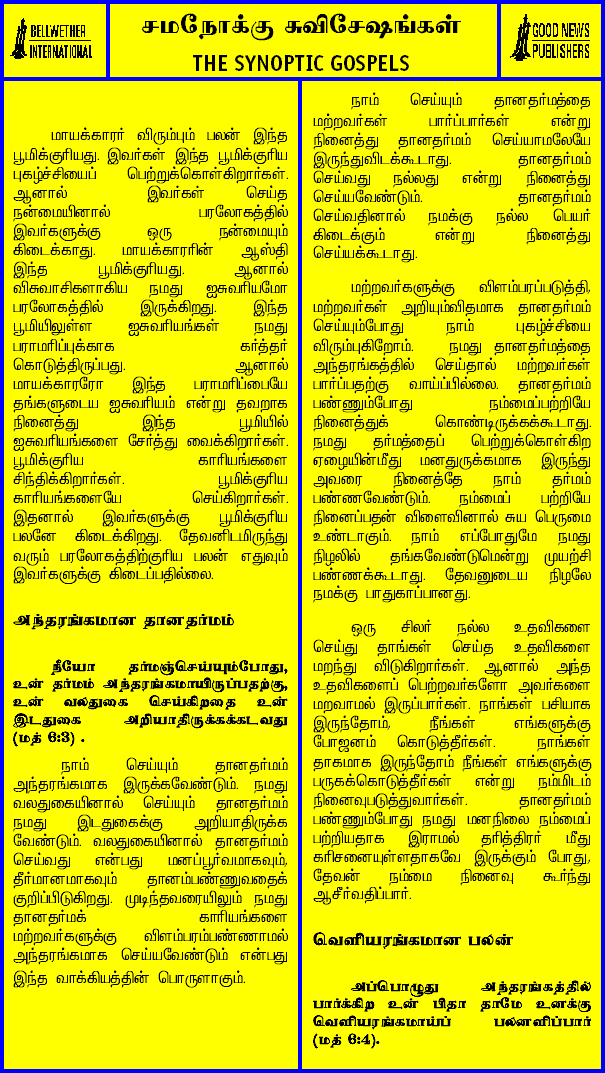 BELLWETHER
INTERNATIONAL
சமநோக்கு சுவிசேஷங்கள்
THE SYNOPTIC GOSPELS
GOOD NEWS
PUBLISHERS
மாயக்காரர் விரும்பும் பலன் இந்த
பூமிக்குரியது. இவர்கள் இந்த பூமிக்குரிய
புகழ்ச்சியைப் பெற்றுக்கொள்கிறார்கள்.
ஆனால் இவர்கள் செய்த
நன்மையினால் பரலோகத்தில்
இவர்களுக்கு ஒரு நன்மையும்
கிடைக்காது. மாயக்காரரின் ஆஸ்தி
இந்த பூமிக்குரியது. ஆனால்
விசுவாசிகளாகிய நமது ஐசுவரியமோ
பரலோகத்தில் இருக்கிறது. இந்த
பூமியிலுள்ள ஐசுவரியங்கள் நமது
பராமரிப்புக்காக கர்த்தர்
கொடுத்திருப்பது. ஆனால்
மாயக்காரரோ இந்த பராமரிப்பையே
தங்களுடைய ஐசுவரியம் என்று தவறாக
நினைத்து இந்த பூமியில்
ஐசுவரியங்களை சேர்த்து வைக்கிறார்கள்.
பூமிக்குரிய காரியங்களை
சிந்திக்கிறார்கள். பூமிக்குரிய
காரியங்களையே செய்கிறார்கள்.
இதனால் இவர்களுக்கு பூமிக்குரிய
பலனே கிடைக்கிறது. தேவனிடமிருந்து
வரும் பரலோகத்திற்குரிய பலன் எதுவும்
இவர்களுக்கு கிடைப்பதில்லை.
அந்தரங்கமான தானதர்மம்
நீயோ தர்மஞ்செய்யும்போது,
உன் தர்மம் அந்தரங்கமாயிருப்பதற்கு,
உன் வலதுகை செய்கிறதை உன்
இடதுகை அறியாதிருக்கக்கடவது
(மத் 6:3) .
நாம் செய்யும் தானதர்மம்
அந்தரங்கமாக இருக்கவேண்டும். நமது
வலதுகையினால் செய்யும் தானதர்மம்
நமது இடதுகைக்கு அறியாதிருக்க
வேண்டும். வலதுகையினால் தானதர்மம்
செய்வது என்பது மனப்பூர்வமாகவும்,
தீர்மானமாகவும் தானம்பண்ணுவதைக்
குறிப்பிடுகிறது. முடிந்தவரையிலும் நமது
தானதர்மக் காரியங்களை
மற்றவர்களுக்கு விளம்பரம்பண்ணாமல்
அந்தரங்கமாக செய்யவேண்டும் என்பது
இந்த வாக்கியத்தின் பொருளாகும்.
நாம் செய்யும் தானதர்மத்தை
மற்றவர்கள் பார்ப்பார்கள் என்று
நினைத்து தானதர்மம் செய்யாமலேயே
இருந்துவிடக்கூடாது. தானதர்மம்
செய்வது நல்லது என்று நினைத்து
செய்யவேண்டும். தானதர்மம்
செய்வதினால் நமக்கு நல்ல பெயர்
கிடைக்கும் என்று நினைத்து
செய்யக்கூடாது.
மற்றவர்களுக்கு விளம்பரப்படுத்தி,
மற்றவர்கள் அறியும்விதமாக தானதர்மம்
செய்யும்போது நாம் புகழ்ச்சியை
விரும்புகிறோம். நமது தானதர்மத்தை
அந்தரங்கத்தில் செய்தால் மற்றவர்கள்
பார்ப்பதற்கு வாய்ப்பில்லை. தானதர்மம்
பண்ணும்போது நம்மைப்பற்றியே
நினைத்துக் கொண்டிருக்கக்கூடாது.
நமது தர்மத்தைப் பெற்றுக்கொள்கிற
ஏழையின்மீது மனதுருக்கமாக இருந்து
அவரை நினைத்தே நாம் தர்மம்
பண்ணவேண்டும். நம்மைப் பற்றியே
நினைப்பதன் விளைவினால் சுய பெருமை
உண்டாகும். நாம் எப்போதுமே நமது
நிழலில் தங்கவேண்டுமென்று முயற்சி
பண்ணக்கூடாது. தேவனுடைய நிழலே
நமக்கு பாதுகாப்பானது.
ஒரு சிலர் நல்ல உதவிகளை
செய்து தாங்கள் செய்த உதவிகளை
மறந்து விடுகிறார்கள். ஆனால் அந்த
உதவிகளைப் பெற்றவர்களோ அவர்களை
மறவாமல் இருப்பார்கள். நாங்கள் பசியாக
இருந்தோம், நீங்கள் எங்களுக்கு
போஜனம் கொடுத்தீர்கள். நாங்கள்
தாகமாக இருந்தோம் நீங்கள் எங்களுக்கு
பருகக்கொடுத்தீர்கள் என்று நம்மிடம்
நினைவுபடுத்துவார்கள். தானதர்மம்
பண்ணும்போது நமது மனநிலை நம்மைப்
பற்றியதாக இராமல் தரித்திரர் மீது
கரிசனையுள்ளதாகவே இருக்கும் போது,
தேவன் நம்மை நினைவு கூர்ந்து
ஆசீர்வதிப்பார்.
வெளியரங்கமான பலன்
அப்பொழுது அந்தரங்கத்தில்
பார்க்கிற உன் பிதா தாமே உனக்கு
வெளியரங்கமாய்ப் பலனளிப்பார்
(மத் 6:4).